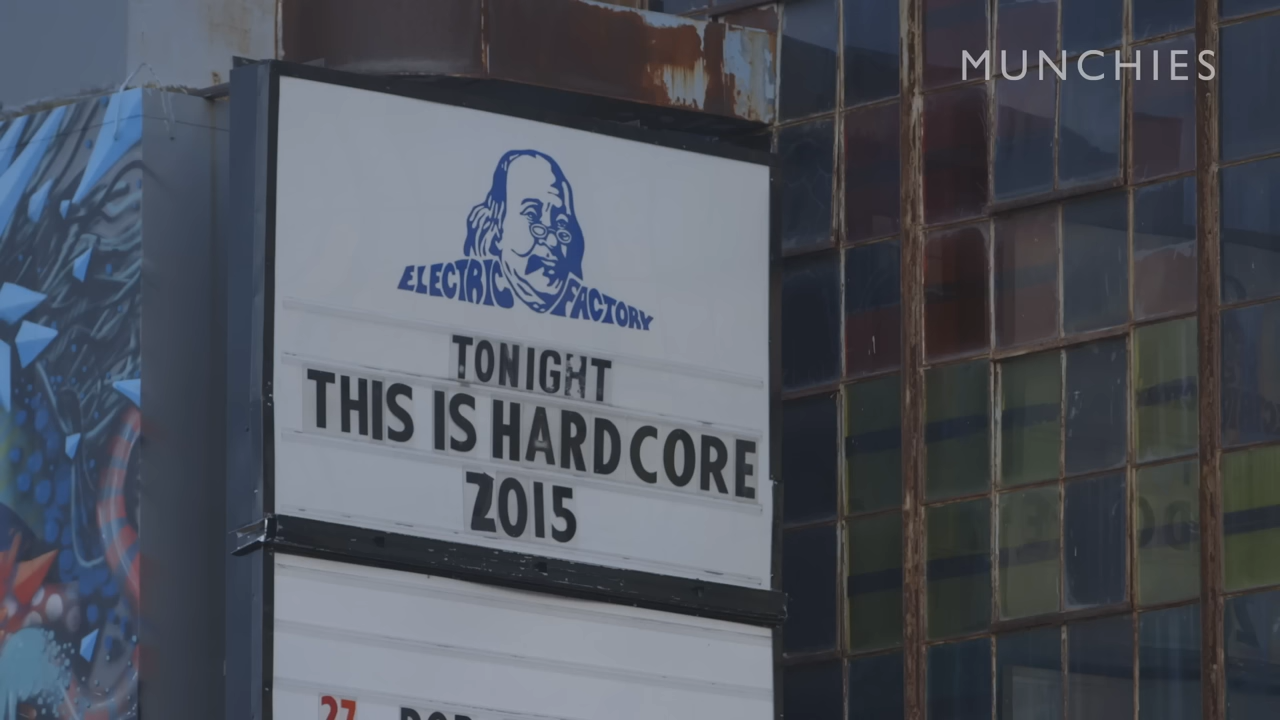 MUNCHIES
ELECTRIC FACTORY
TONIGHT
THIS IS HARDCORE
2015
27